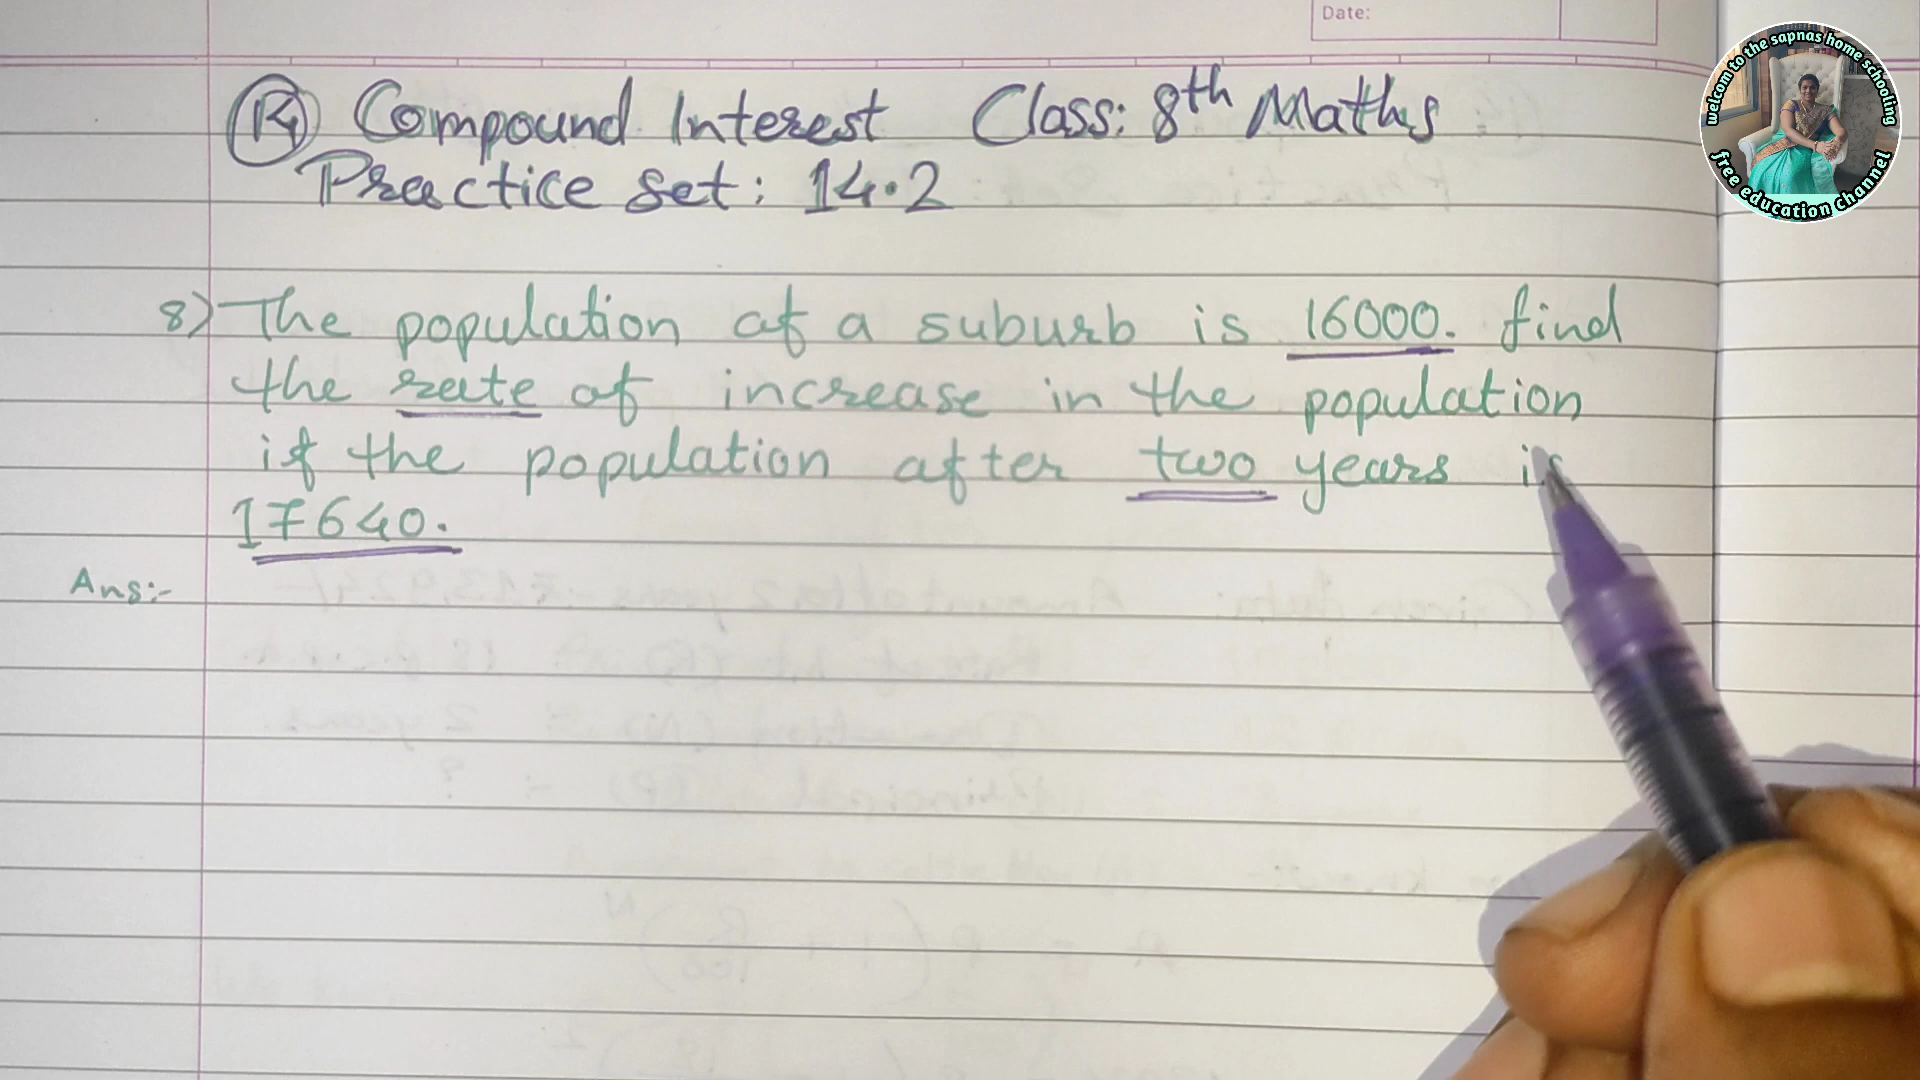 Date:
welcom to the sapnas home schooling
free education channel
14 Compound Interest Class: 8th Maths
Practice set: 14.2
8) The population of a suburb is 16000. find
the rate of increase in the population
if the population after two years is
17640.
Ans:-